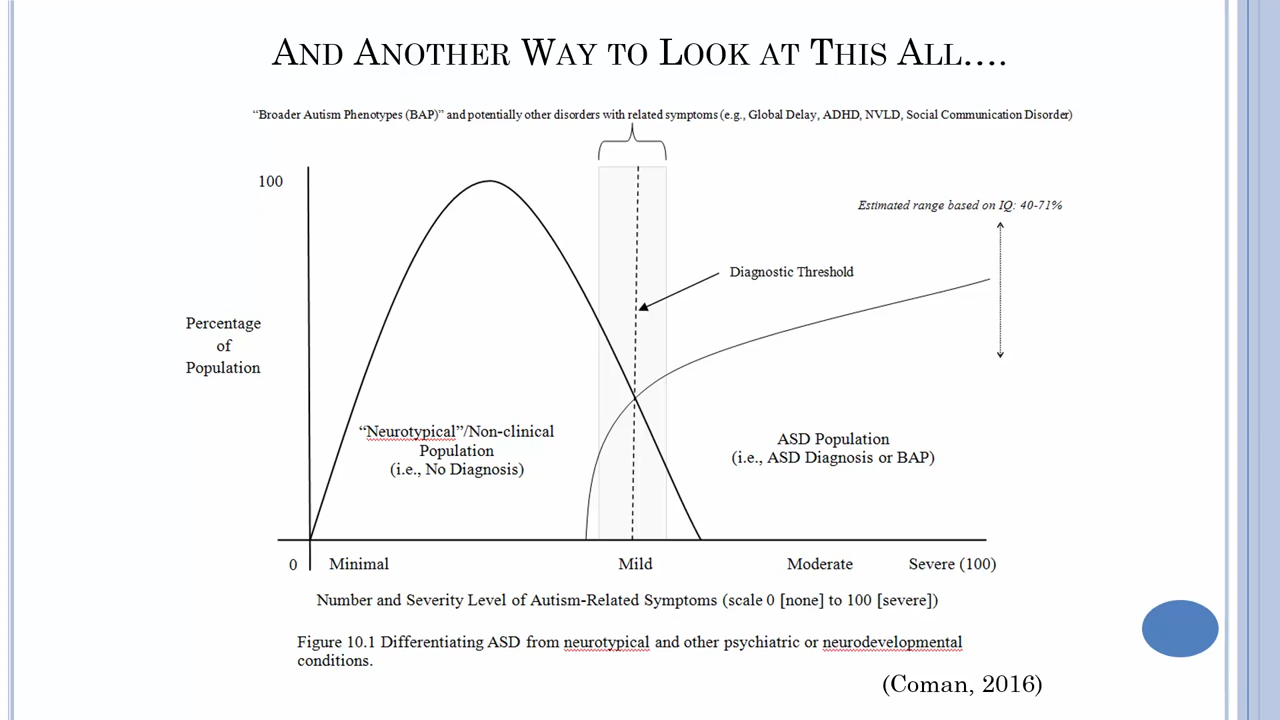 AND ANOTHER WAY TO LOOK AT THIS ALL....
“Broader Autism Phenotypes (BAP)” and potentially other disorders with related symptoms (e.g., Global Delay, ADHD, NVLD, Social Communication Disorder)
100
Estimated range based on IQ: 40-71%
Diagnostic Threshold
Percentage
of
Population
“Neurotypical”/Non-clinical
Population
(i.e., No Diagnosis)
ASD Population
(i.e., ASD Diagnosis or BAP)
0
Minimal
Mild
Moderate
Severe (100)
Number and Severity Level of Autism-Related Symptoms (scale 0 [none] to 100 [severe])
Figure 10.1 Differentiating ASD from neurotypical and other psychiatric or neurodevelopmental
conditions.
(Coman, 2016)